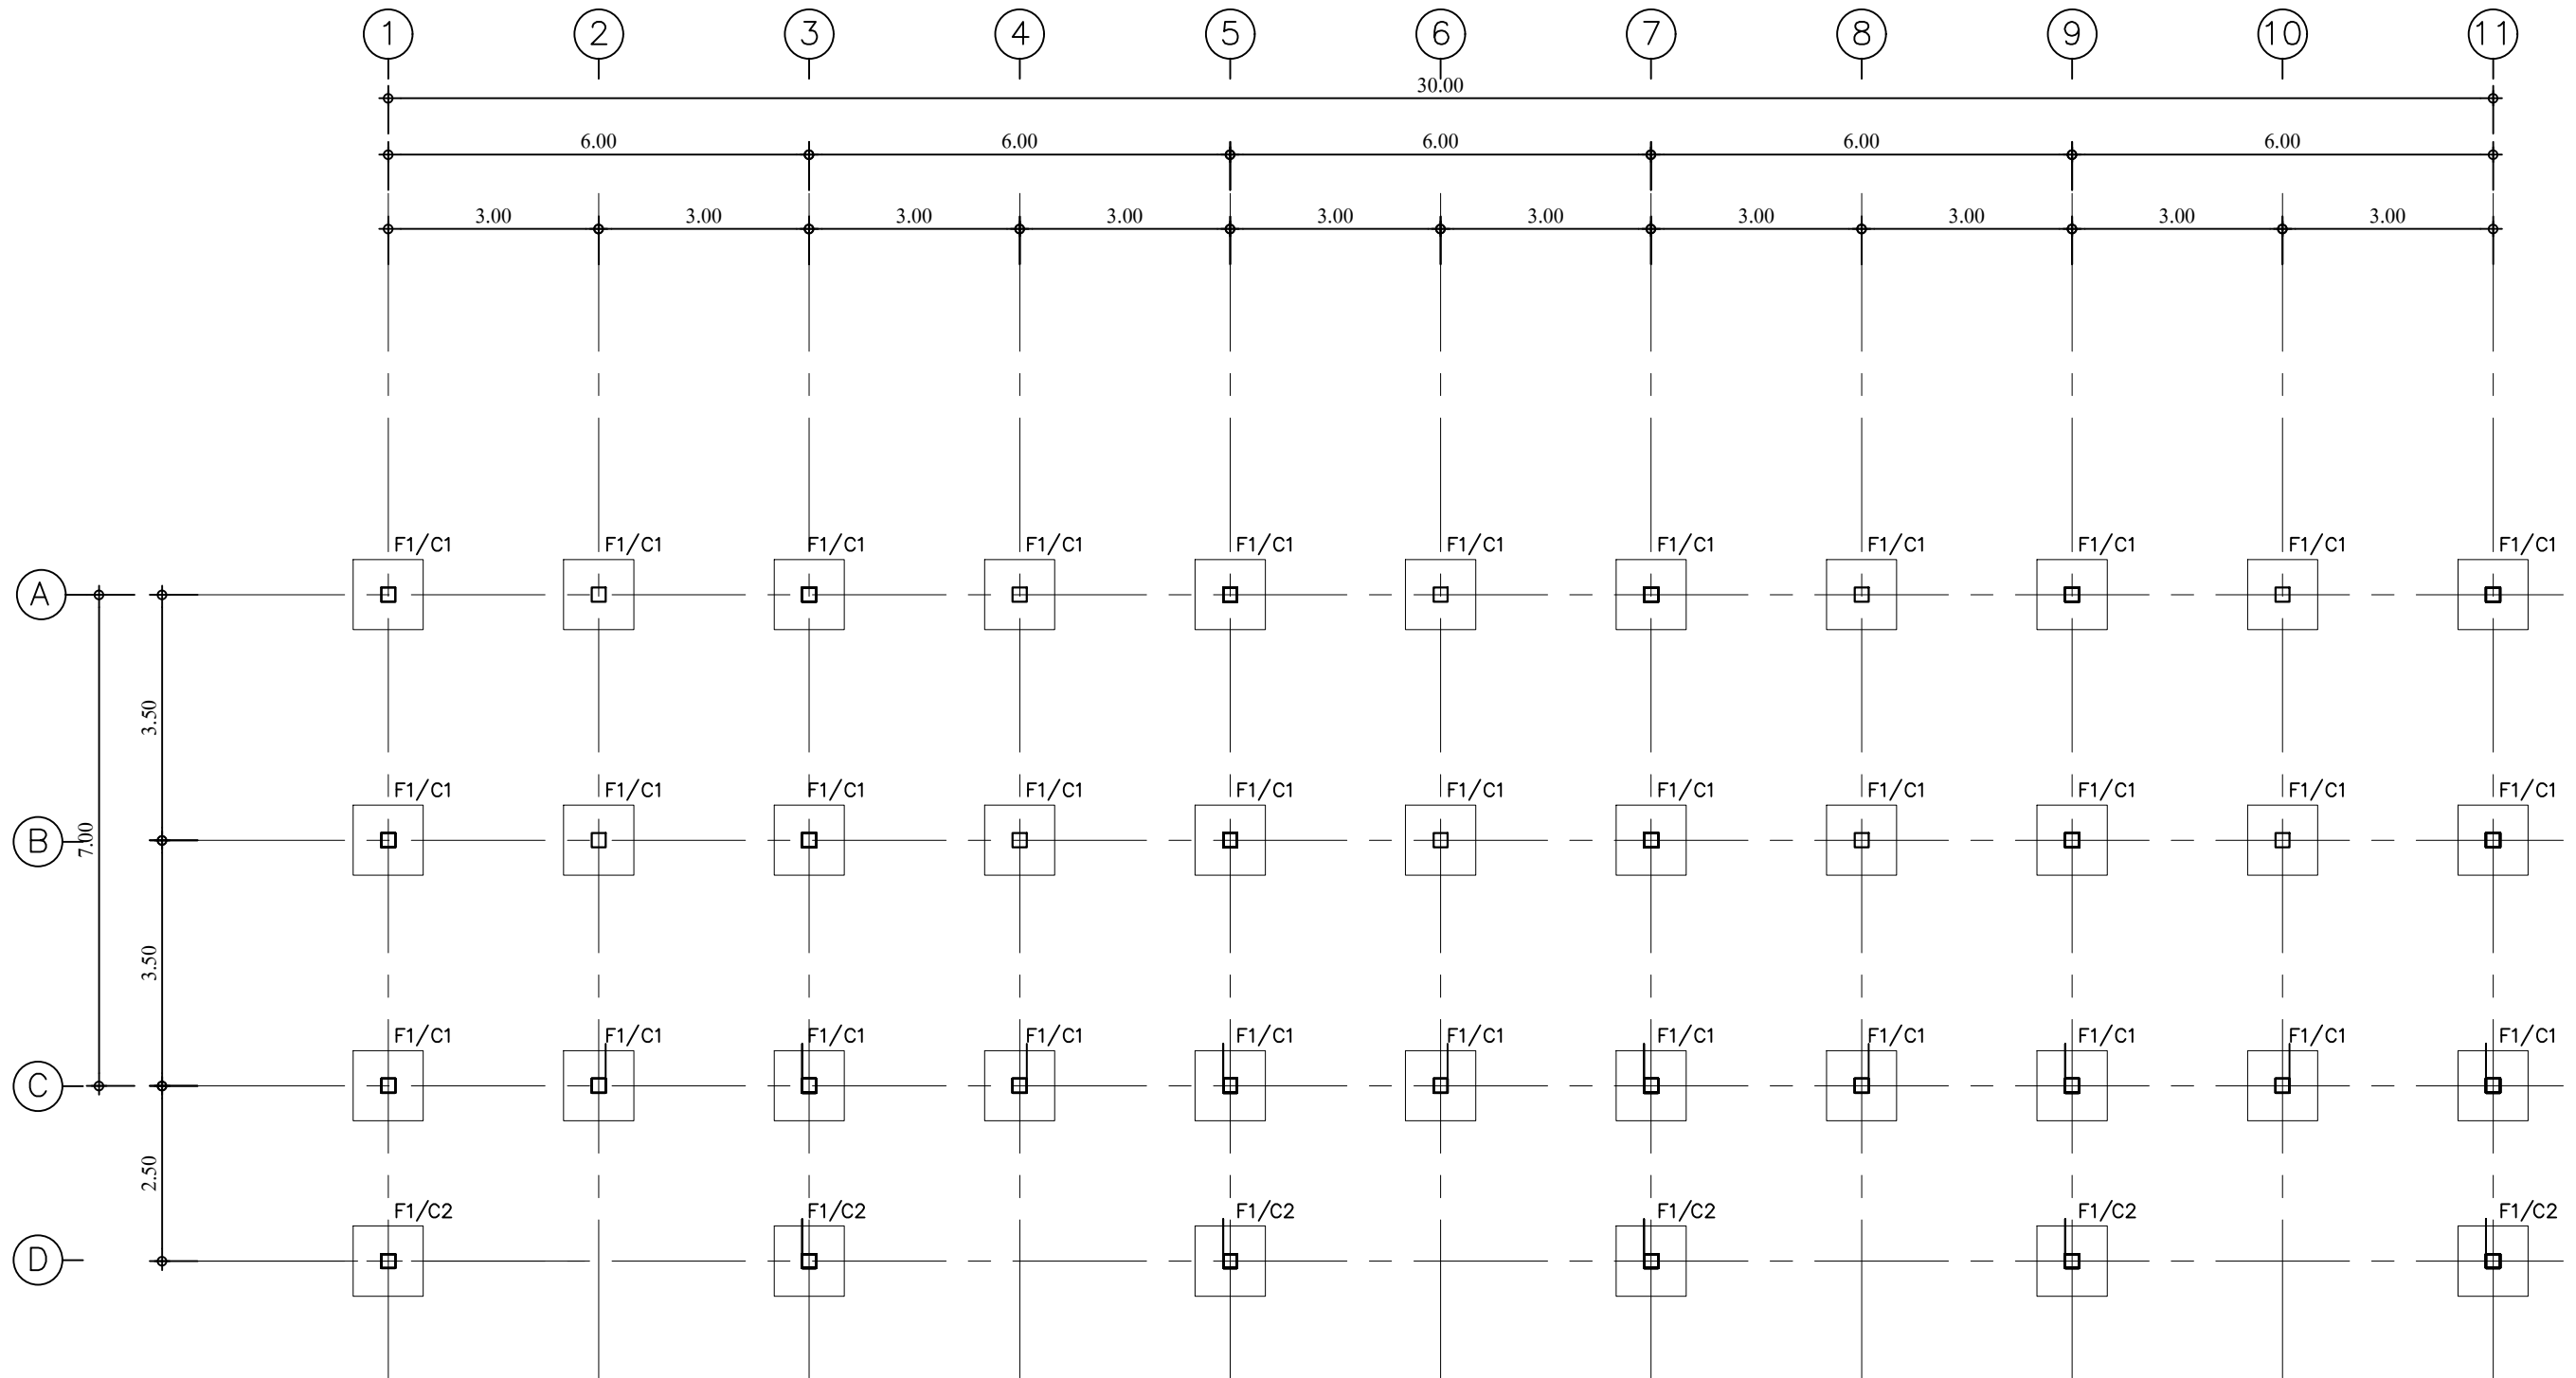 1 2 3 4 5 6 7 8 9 10 11
30.00
6.00 6.00 6.00 6.00 6.00
3.00 3.00 3.00 3.00 3.00 3.00 3.00 3.00 3.00 3.00
F1/C1 F1/C1 F1/C1 F1/C1 F1/C1 F1/C1 F1/C1 F1/C1 F1/C1 F1/C1 F1/C1
A
3.50
F1/C1 F1/C1 F1/C1 F1/C1 F1/C1 F1/C1 F1/C1 F1/C1 F1/C1 F1/C1 F1/C1
B
7.00
3.50
F1/C1 F1/C1 F1/C1 F1/C1 F1/C1 F1/C1 F1/C1 F1/C1 F1/C1 F1/C1 F1/C1
C
2.50
F1/C2 F1/C2 F1/C2 F1/C2 F1/C2 F1/C2
D